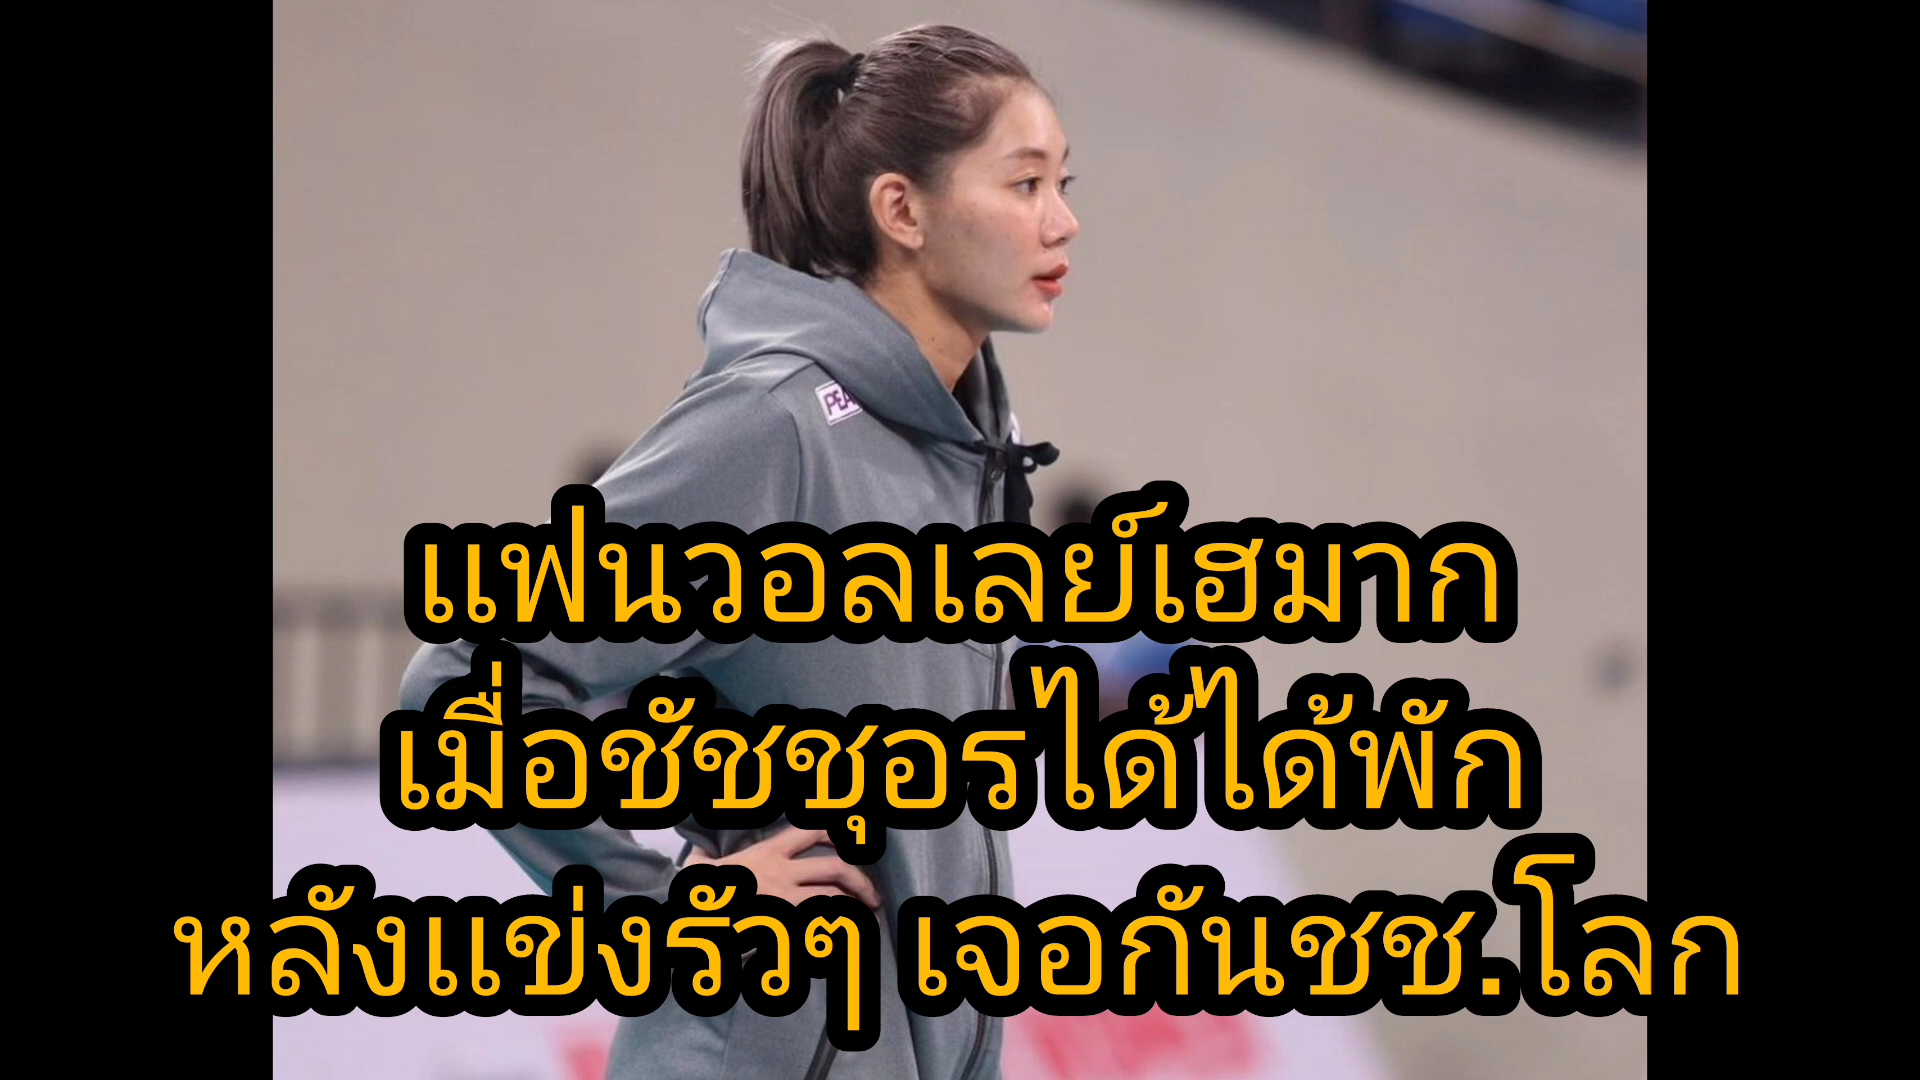 PEA
แฟนวอลเลย์เฮมาก
เมื่อชัชชุอรได้ได้พัก
หลังแข่งรัวๆ เจอกันชช.โลก